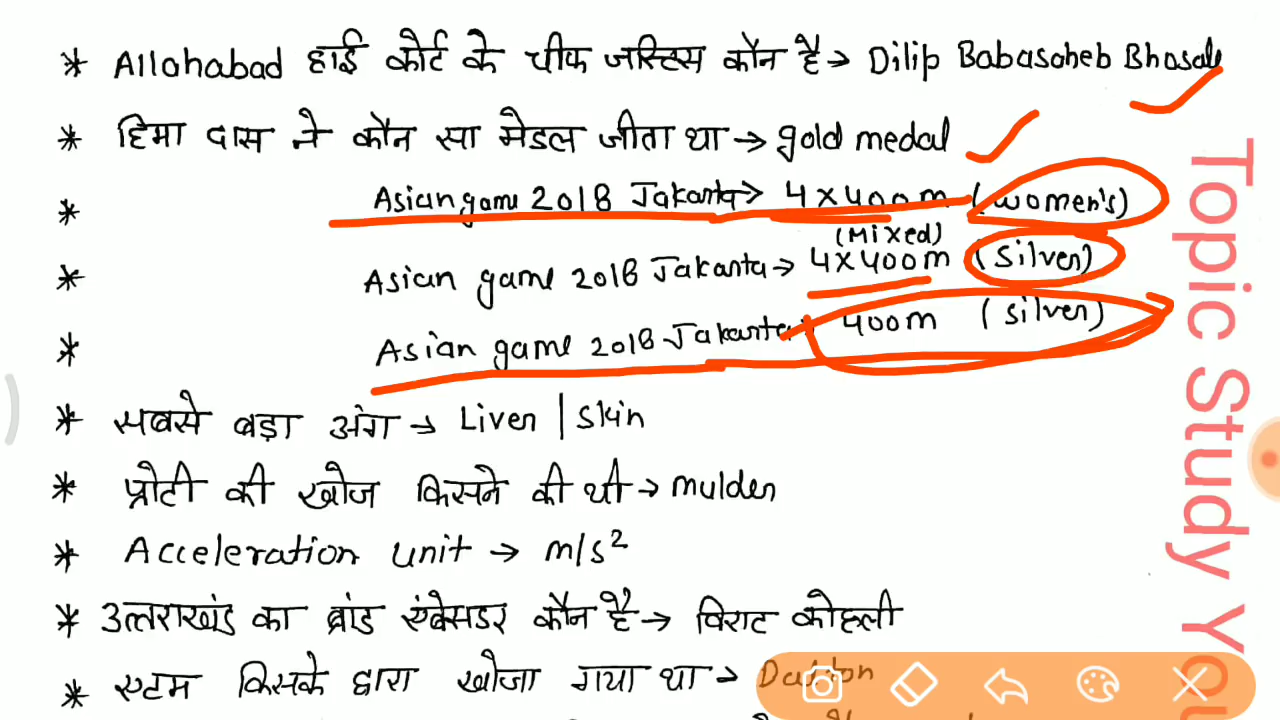 * Allahabad हाई कोर्ट के चीफ जस्टिस कौन है → Dilip Babasaheb Bhosale
* हिमा दास ने कौन सा मेडल जीता था → gold medal
* Asian game 2018 Jakarta → 4 x 400m (women's)
(Mixed)
* Asian game 2018 Jakarta → 4 x 400m (silver)
* Asian game 2018 Jakarta 400m (silver)
* सबसे बड़ा अंग → Liver | Skin
* प्रोटी की खोज किसने की थी → mulder
* Acceleration unit → m/s²
* उत्तराखंड का ब्रांड एंबेसडर कौन है → विराट कोहली
* एटम किसके द्वारा खोजा गया था → Dalton
Topic Study